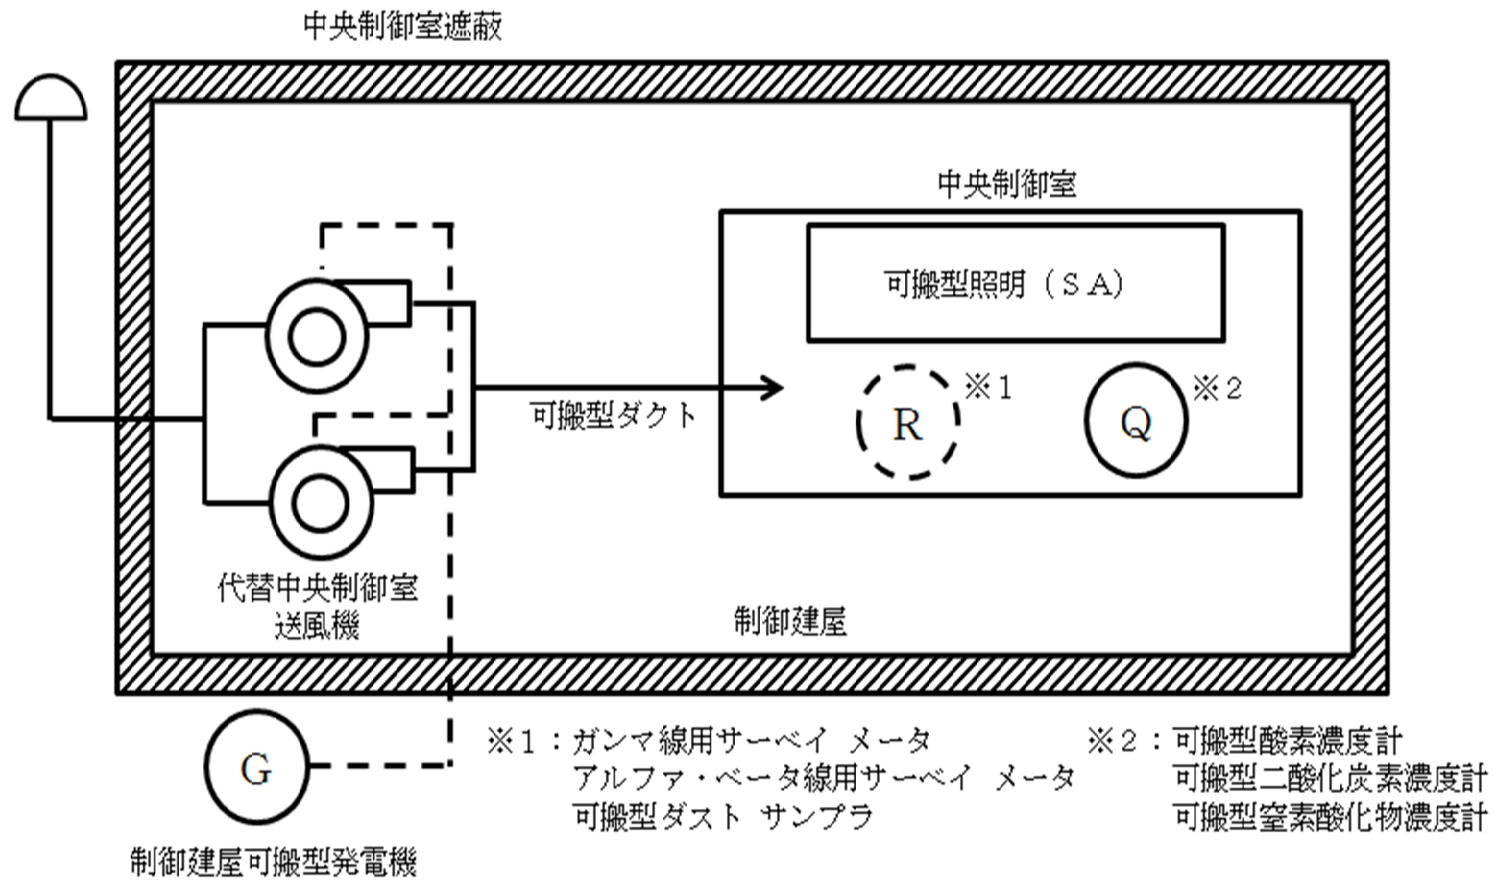 中央制御室遮蔽
中央制御室
可搬型照明（ＳＡ）
※１
※２
R
Q
可搬型ダクト
代替中央制御室
送風機
制御建屋
G
制御建屋可搬型発電機
※１：ガンマ線用サーベイ メータ
アルファ・ベータ線用サーベイ メータ
可搬型ダスト サンプラ
※２：可搬型酸素濃度計
可搬型二酸化炭素濃度計
可搬型窒素酸化物濃度計